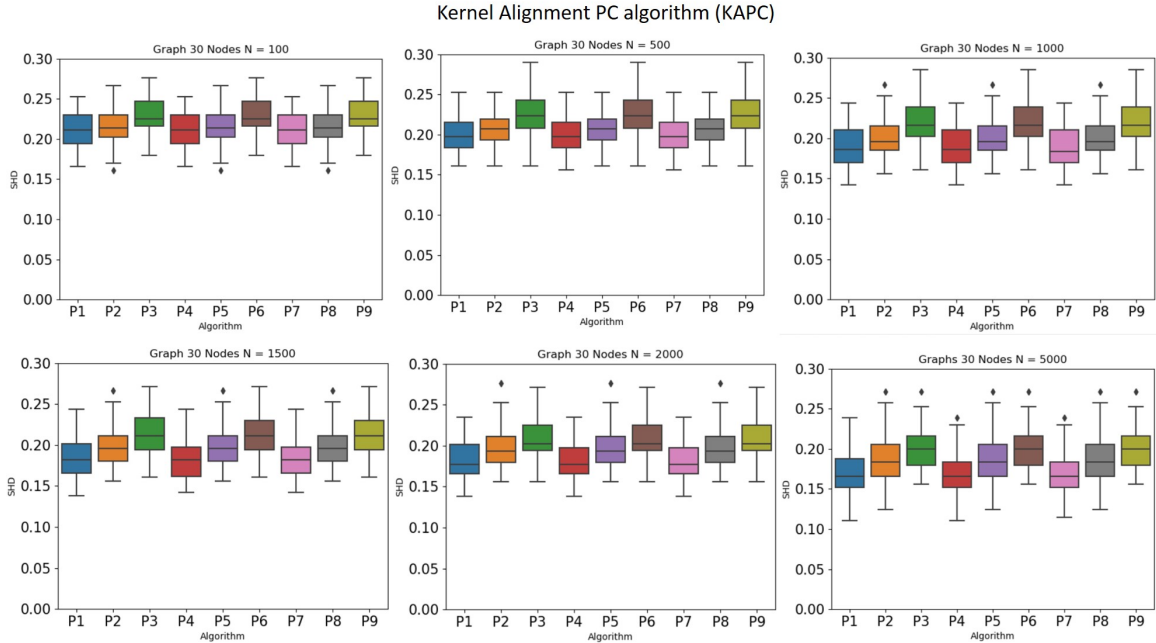 Kernel Alignment PC algorithm (KAPC)
Graph 30 Nodes N = 100
0.30
0.25
0.20
0.15
0.10
0.05
0.00
SHD
P1 P2 P3 P4 P5 P6 P7 P8 P9
Algorithm
Graph 30 Nodes N = 500
0.30
0.25
0.20
0.15
0.10
0.05
0.00
SHD
P1 P2 P3 P4 P5 P6 P7 P8 P9
Algorithm
Graph 30 Nodes N = 1000
0.30
0.25
0.20
0.15
0.10
0.05
0.00
SHD
P1 P2 P3 P4 P5 P6 P7 P8 P9
Algorithm
Graph 30 Nodes N = 1500
0.30
0.25
0.20
0.15
0.10
0.05
0.00
SHD
P1 P2 P3 P4 P5 P6 P7 P8 P9
Algorithm
Graph 30 Nodes N = 2000
0.30
0.25
0.20
0.15
0.10
0.05
0.00
SHD
P1 P2 P3 P4 P5 P6 P7 P8 P9
Algorithm
Graphs 30 Nodes N = 5000
0.30
0.25
0.20
0.15
0.10
0.05
0.00
SHD
P1 P2 P3 P4 P5 P6 P7 P8 P9
Algorithm